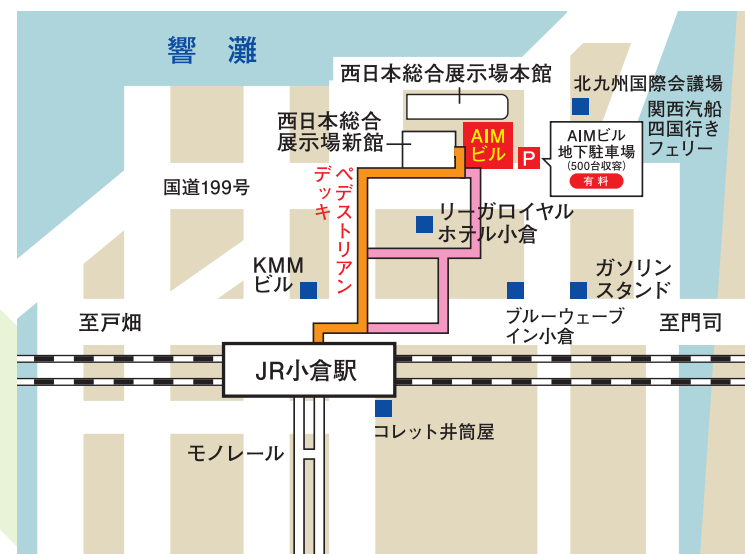 響 灘
西日本総合展示場本館
北九州国際会議場
関西汽船
四国行き
フェリー
西日本総合
展示場新館
AIM
ビル
P
AIMビル
地下駐車場
(500台収容)
有料
国道199号
ペデストリアン
デッキ
リーガロイヤル
ホテル小倉
KMM
ビル
ガソリン
スタンド
至戸畑
ブルーウェーブ
イン小倉
至門司
JR小倉駅
コレット井筒屋
モノレール